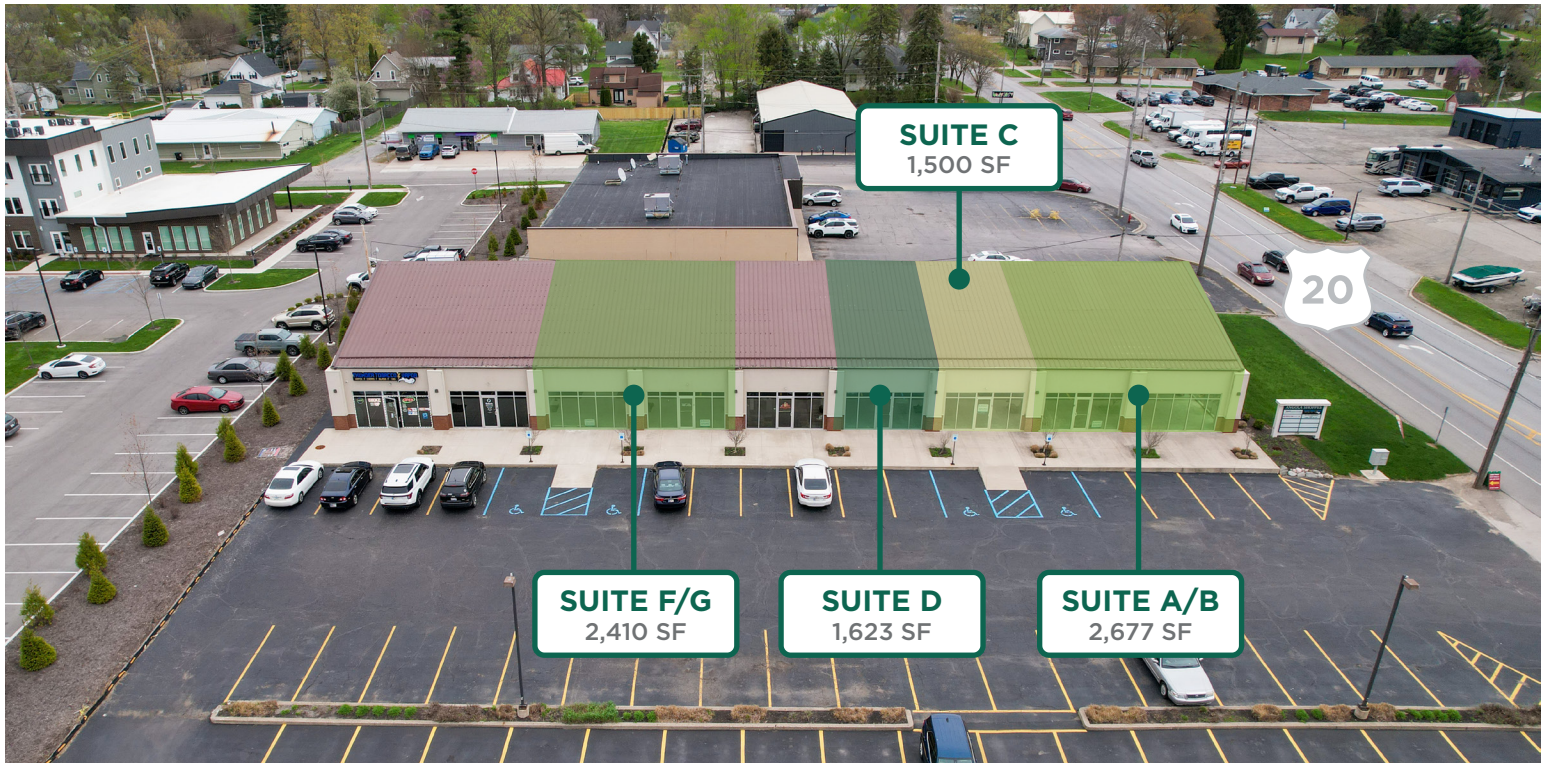 SUITE C
1,500 SF
20
SUITE F/G
2,410 SF
SUITE D
1,623 SF
SUITE A/B
2,677 SF